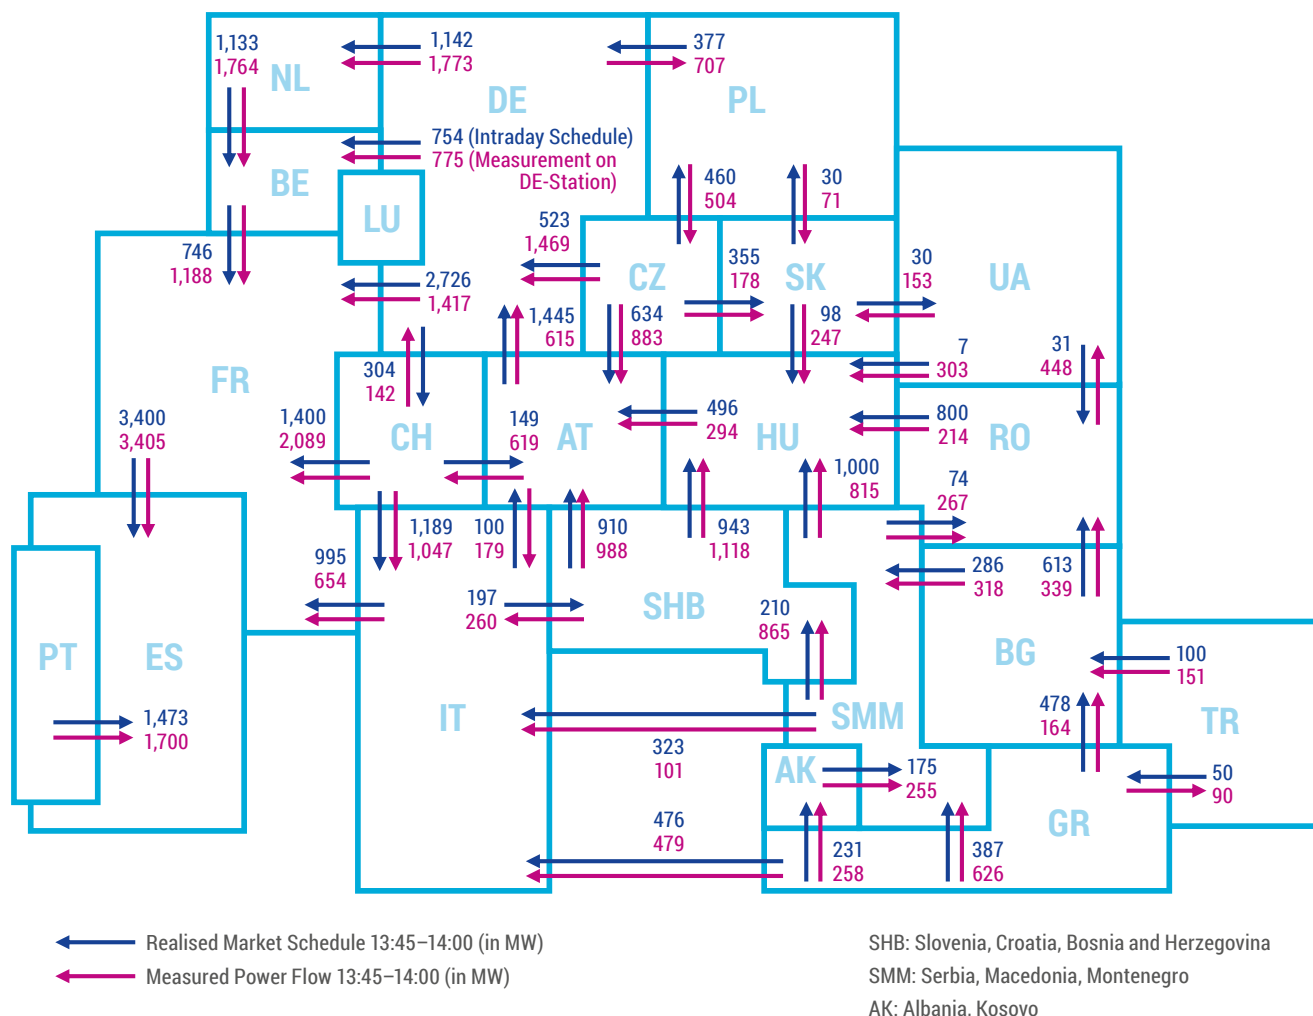 1,133
1,764
NL
1,142
1,773
DE
377
707
PL
754 (Intraday Schedule)
775 (Measurement on
DE-Station)
BE
LU
460
504
30
71
746
1,188
523
1,469
CZ
355
178
SK
30
153
UA
2,726
1,417
1,445
615
634
883
98
247
7
303
31
448
FR
304
142
3,400
3,405
1,400
2,089
CH
149
619
AT
496
294
HU
800
214
RO
1,000
815
74
267
1,189
1,047
100
179
910
988
943
1,118
995
654
286
318
613
339
197
260
SHB
210
865
PT
ES
BG
100
151
1,473
1,700
IT
SMM
478
164
TR
323
101
AK
175
255
50
90
476
479
231
258
387
626
GR
Realised Market Schedule 13:45–14:00 (in MW)
Measured Power Flow 13:45–14:00 (in MW)
SHB: Slovenia, Croatia, Bosnia and Herzegovina
SMM: Serbia, Macedonia, Montenegro
AK: Albania, Kosovo